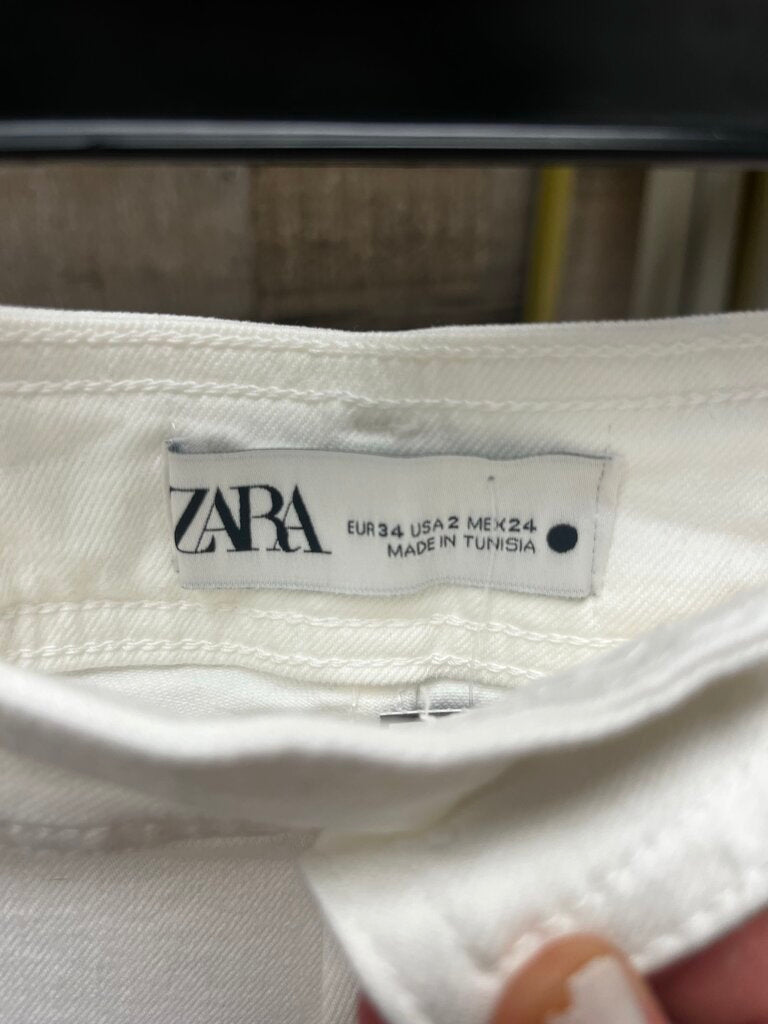 ZARA
EUR 34 USA 2 MEX 24
MADE IN TUNISIA